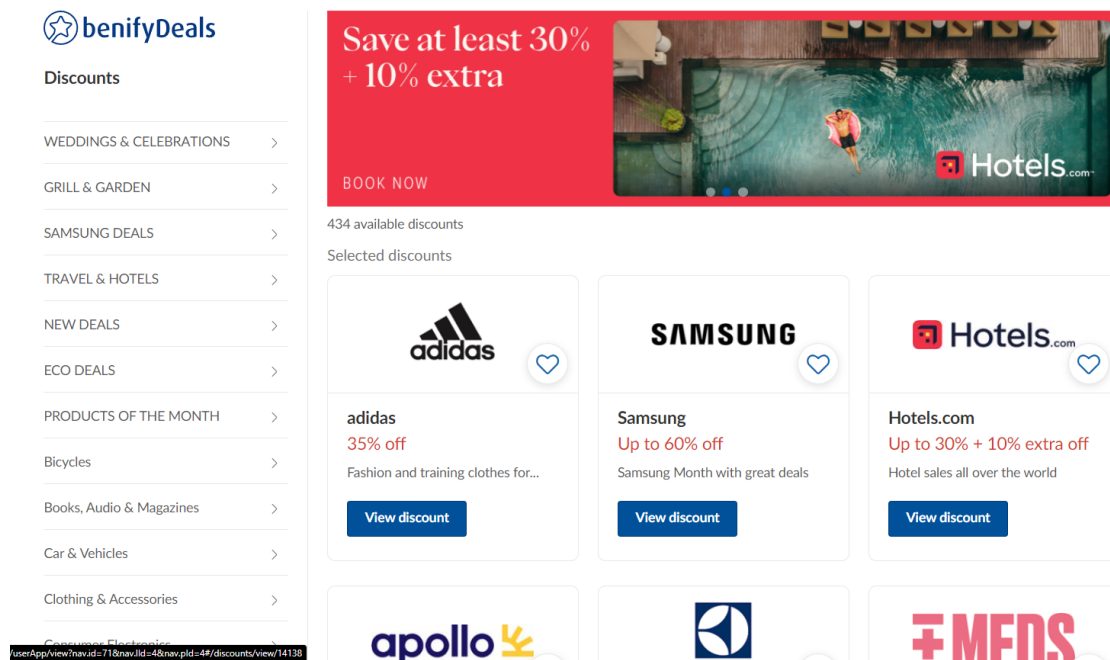 benifyDeals
Discounts
WEDDINGS & CELEBRATIONS
GRILL & GARDEN
SAMSUNG DEALS
TRAVEL & HOTELS
NEW DEALS
ECO DEALS
PRODUCTS OF THE MONTH
Bicycles
Books, Audio & Magazines
Car & Vehicles
Clothing & Accessories
Consumer Electronics
/userApp/view?nav.id=71&nav.lId=4&nav.pId=4#/discounts/view/14138
Save at least 30%
+ 10% extra
BOOK NOW
Hotels.com™
434 available discounts
Selected discounts
adidas
adidas
35% off
Fashion and training clothes for...
View discount
SAMSUNG
Samsung
Up to 60% off
Samsung Month with great deals
View discount
Hotels.com
Hotels.com
Up to 30% + 10% extra off
Hotel sales all over the world
View discount
apollo
MEDS